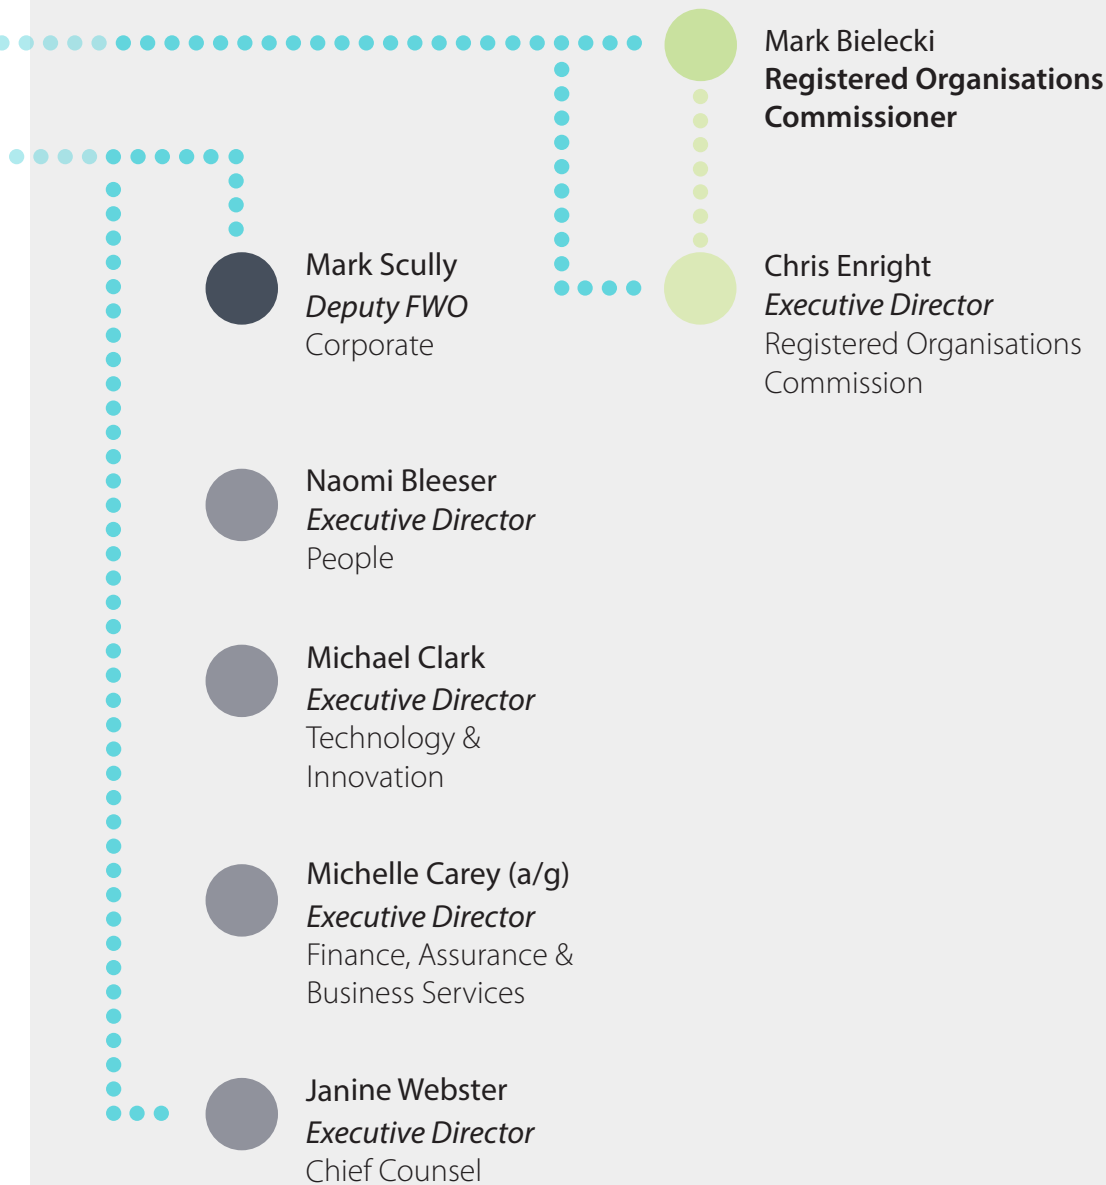 Mark Bielecki
Registered Organisations
Commissioner
Mark Scully
Deputy FWO
Corporate
Chris Enright
Executive Director
Registered Organisations
Commission
Naomi Bleeser
Executive Director
People
Michael Clark
Executive Director
Technology &
Innovation
Michelle Carey (a/g)
Executive Director
Finance, Assurance &
Business Services
Janine Webster
Executive Director
Chief Counsel